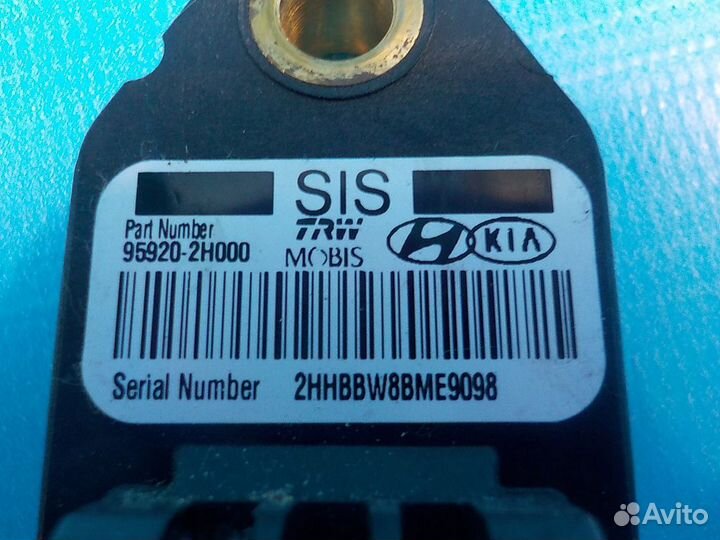 SIS
Part Number
95920-2H000
TRW
MOBIS
KIA
Serial Number 2HHBBW8BME9098
Avito